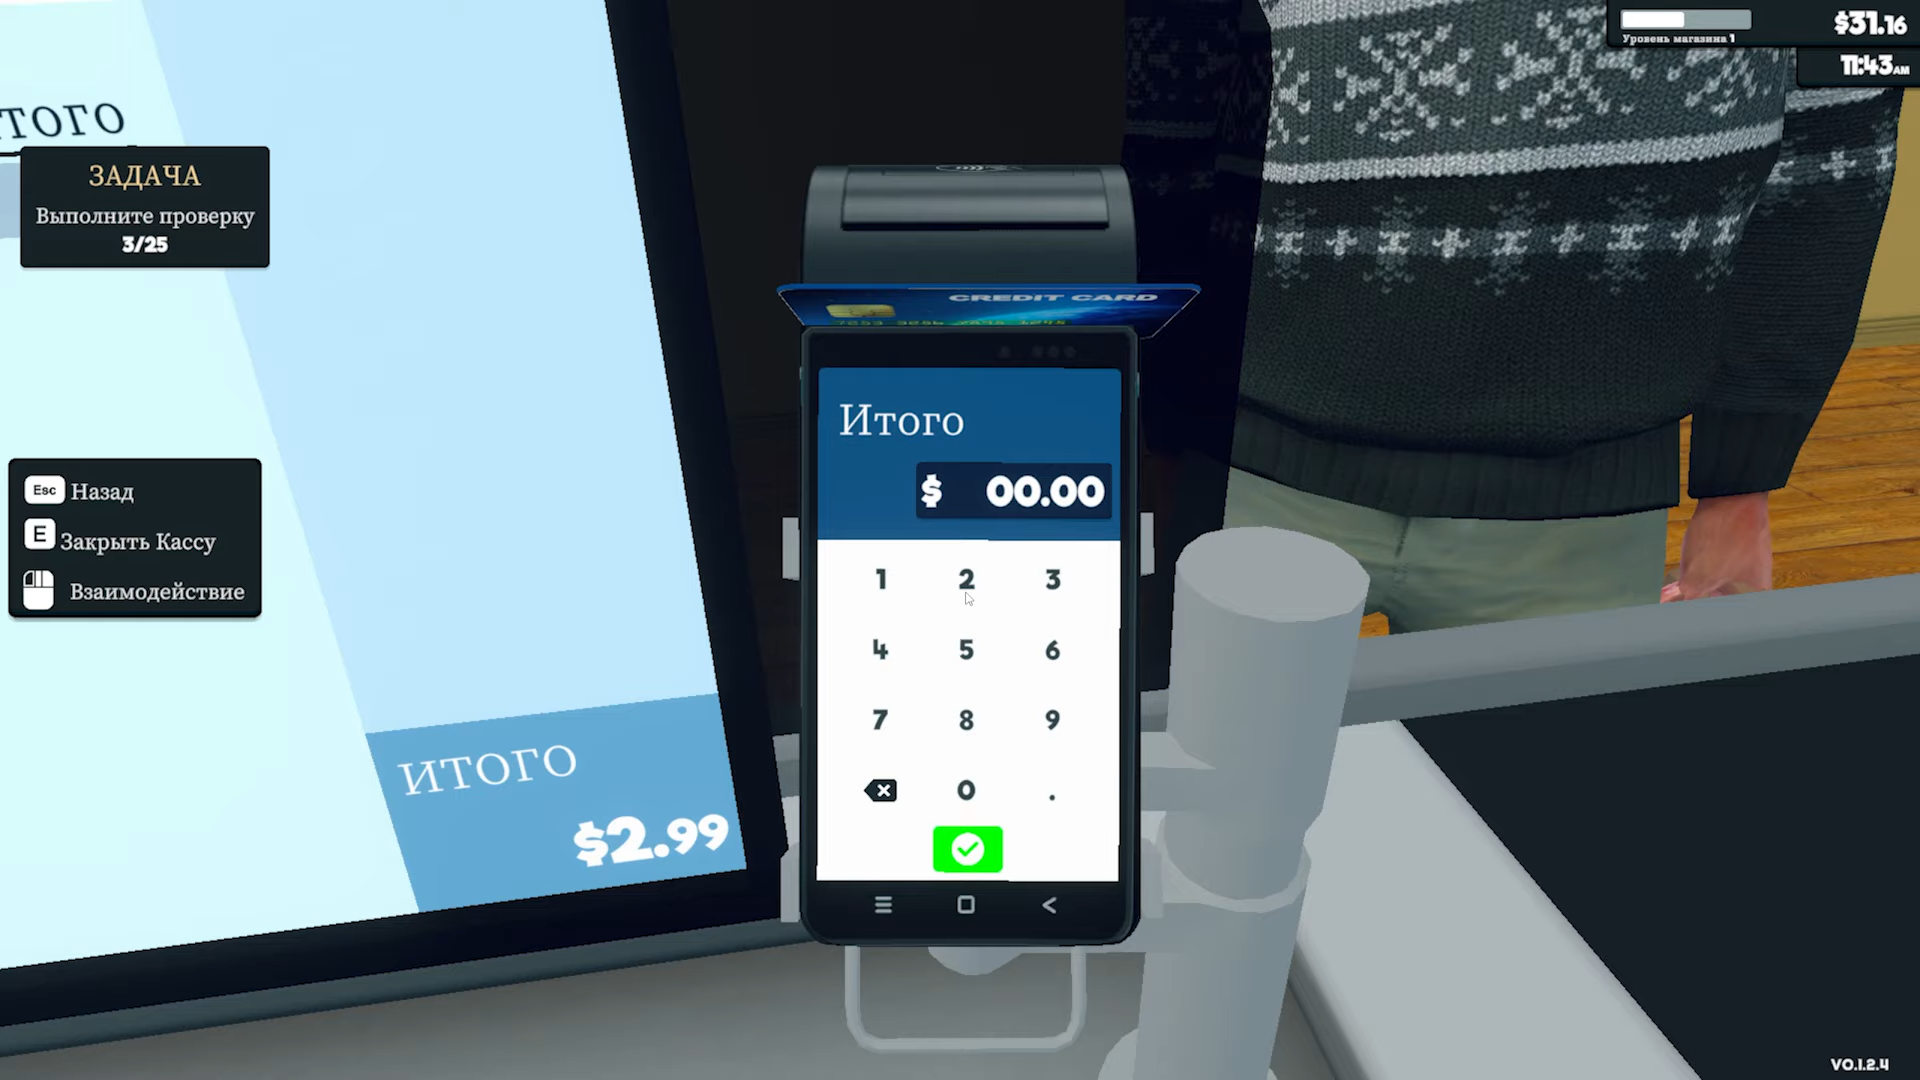 $31.16
Уровень магазина 1
11:43AM
ТОГО
ЗАДАЧА
Выполните проверку
3/25
CREDIT CARD
Итого
$ 00.00
Esc Назад
E Закрыть Кассу
Взаимодействие
1 2 3
4 5 6
7 8 9
0 .
ИТОГО
$2.99
V0.1.2.4